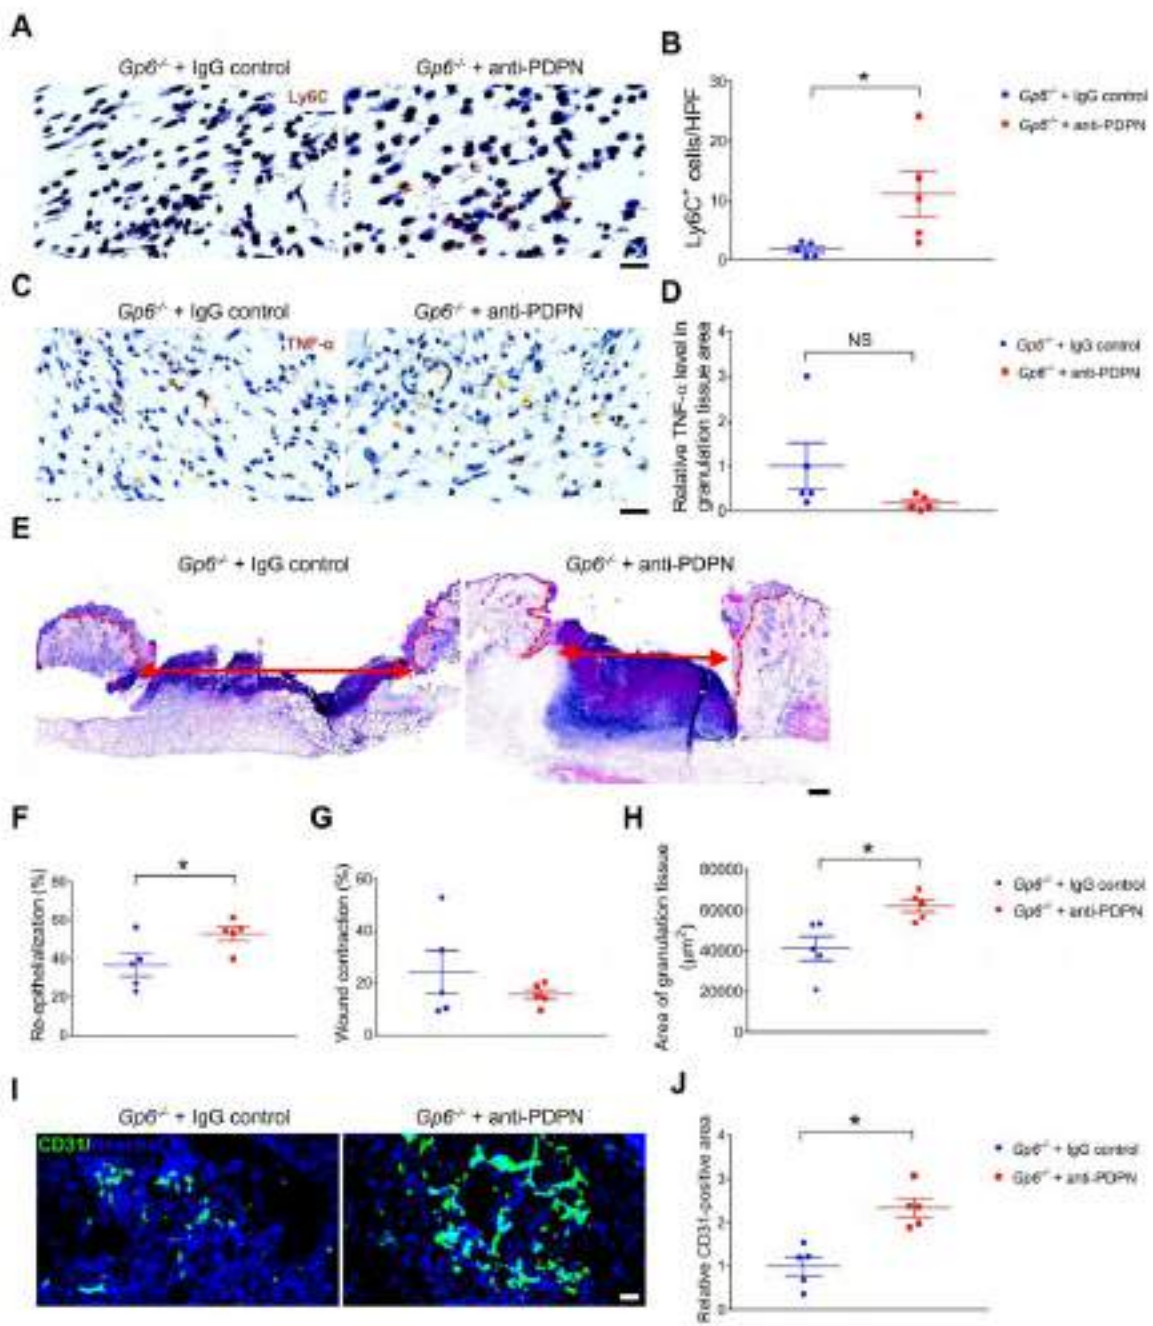 A
Gp6-/- + IgG control
Gp6-/- + anti-PDPN
Ly6C
B
Ly6C+ cells/HPF
30
20
10
0
*
Gp6-/- + IgG control
Gp6-/- + anti-PDPN
C
Gp6-/- + IgG control
Gp6-/- + anti-PDPN
TNF-α
D
Relative TNF-α level in
granulation tissue area
4
3
2
1
0
NS
Gp6-/- + IgG control
Gp6-/- + anti-PDPN
E
Gp6-/- + IgG control
Gp6-/- + anti-PDPN
F
Re-epithelialization (%)
80
60
40
20
0
*
G
Wound contraction (%)
60
40
20
0
H
Area of granulation tissue
(μm2)
80000
60000
40000
20000
0
*
Gp6-/- + IgG control
Gp6-/- + anti-PDPN
I
Gp6-/- + IgG control
Gp6-/- + anti-PDPN
CD31/
J
Relative CD31-positive area
4
3
2
1
0
*
Gp6-/- + IgG control
Gp6-/- + anti-PDPN